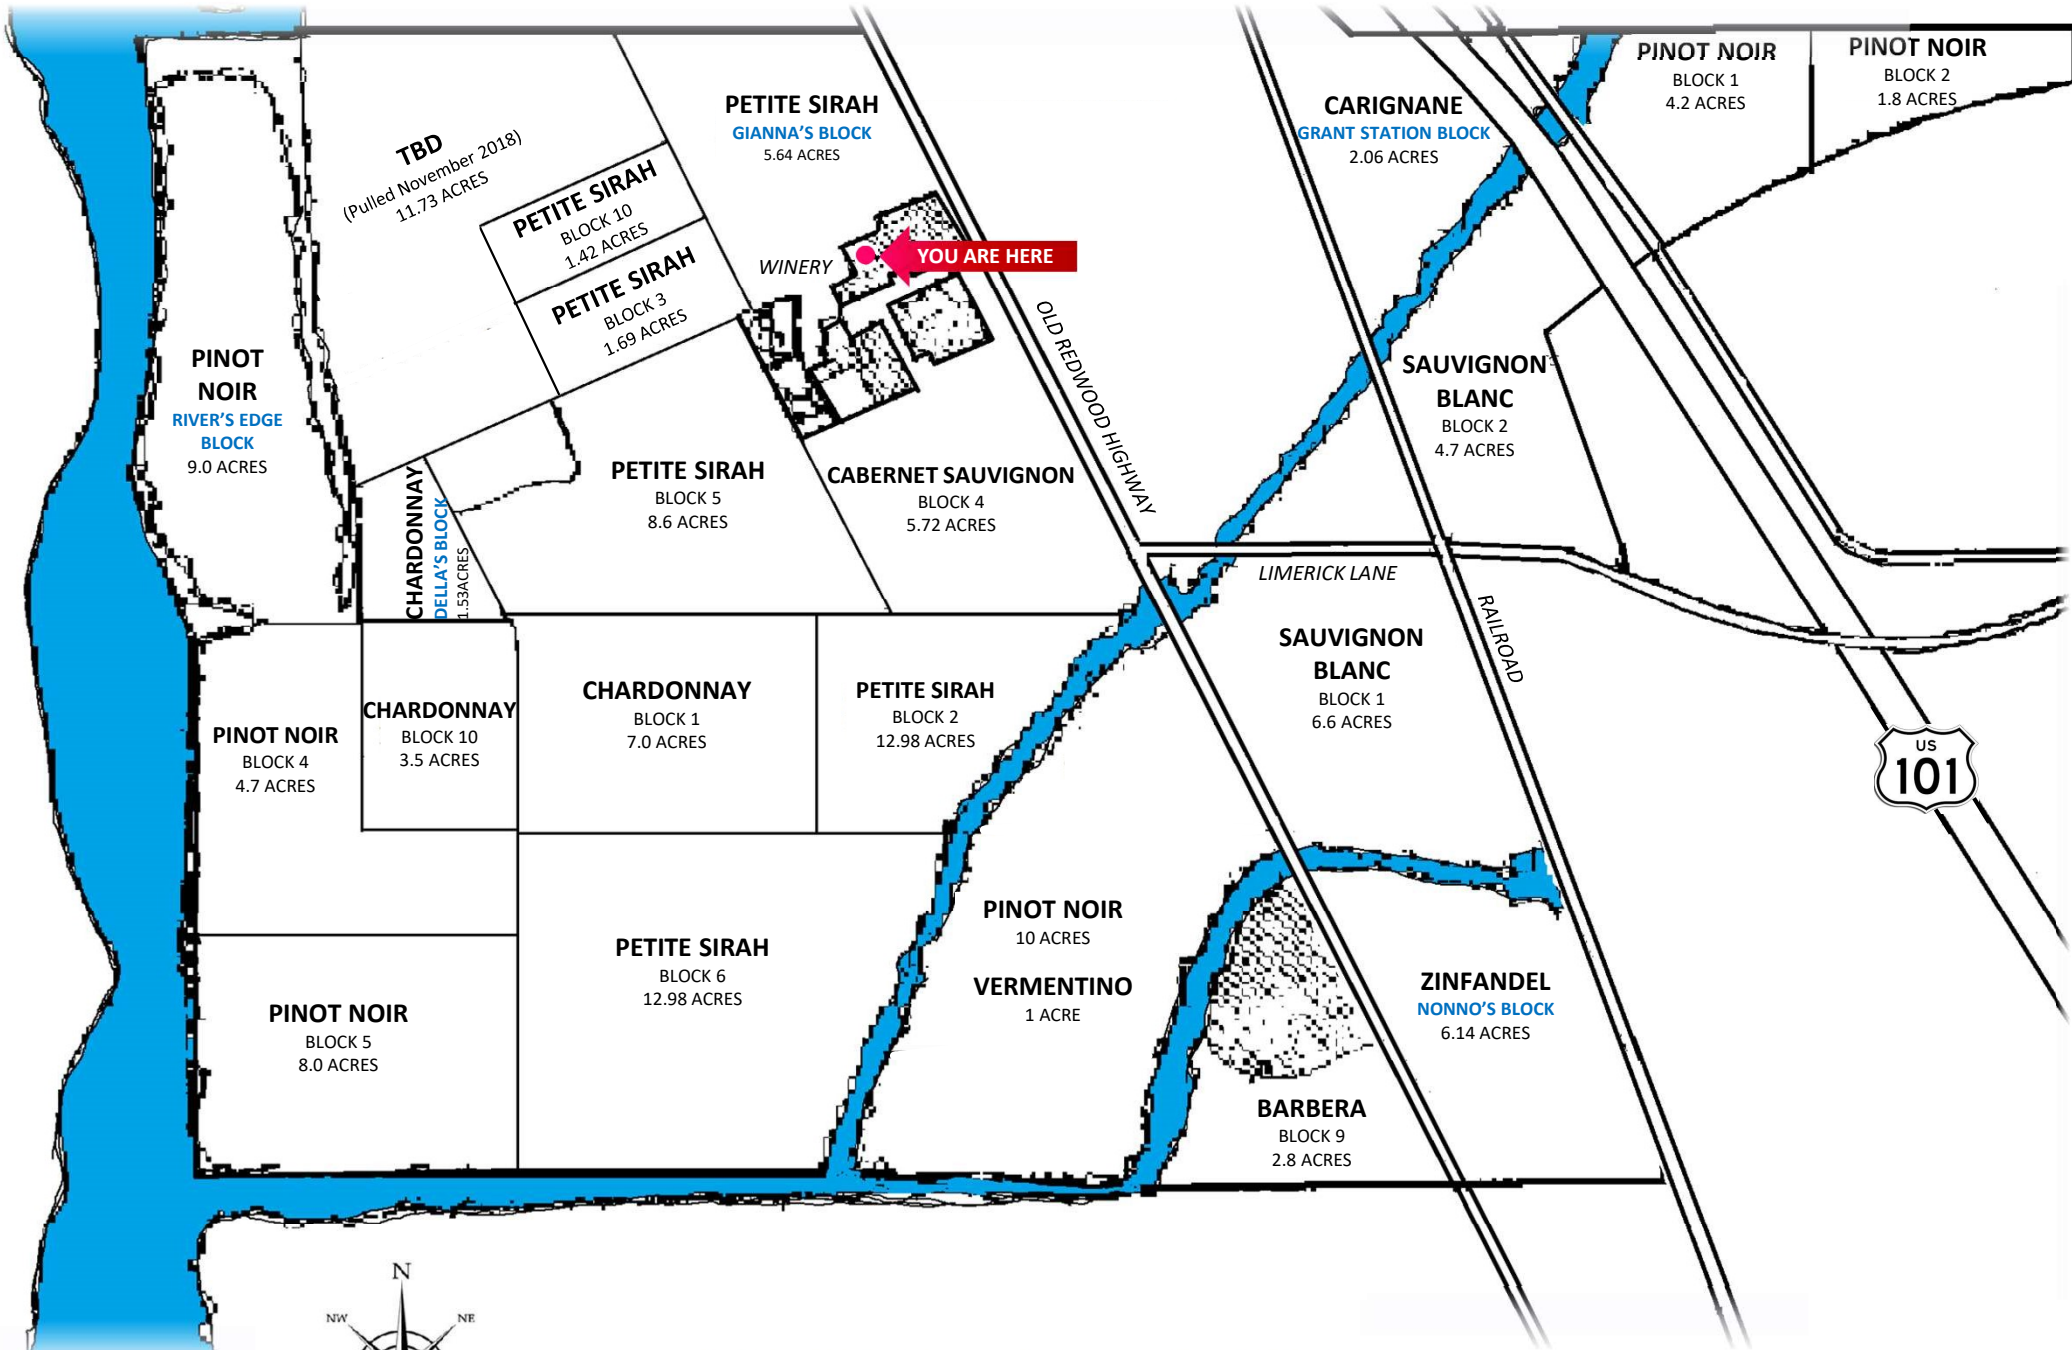 PINOT NOIR
BLOCK 1
4.2 ACRES
PINOT NOIR
BLOCK 2
1.8 ACRES
PETITE SIRAH
GIANNA'S BLOCK
5.64 ACRES
CARIGNANE
GRANT STATION BLOCK
2.06 ACRES
TBD
(Pulled November 2018)
11.73 ACRES
PETITE SIRAH
BLOCK 10
1.42 ACRES
PETITE SIRAH
BLOCK 3
1.69 ACRES
WINERY
YOU ARE HERE
OLD REDWOOD HIGHWAY
PINOT
NOIR
RIVER'S EDGE
BLOCK
9.0 ACRES
SAUVIGNON
BLANC
BLOCK 2
4.7 ACRES
CHARDONNAY
DELLA'S BLOCK
1.53ACRES
PETITE SIRAH
BLOCK 5
8.6 ACRES
CABERNET SAUVIGNON
BLOCK 4
5.72 ACRES
LIMERICK LANE
RAILROAD
SAUVIGNON
BLANC
BLOCK 1
6.6 ACRES
PINOT NOIR
BLOCK 4
4.7 ACRES
CHARDONNAY
BLOCK 10
3.5 ACRES
CHARDONNAY
BLOCK 1
7.0 ACRES
PETITE SIRAH
BLOCK 2
12.98 ACRES
US
101
PINOT NOIR
10 ACRES
VERMENTINO
1 ACRE
PETITE SIRAH
BLOCK 6
12.98 ACRES
ZINFANDEL
NONNO'S BLOCK
6.14 ACRES
PINOT NOIR
BLOCK 5
8.0 ACRES
BARBERA
BLOCK 9
2.8 ACRES
N
NW
NE